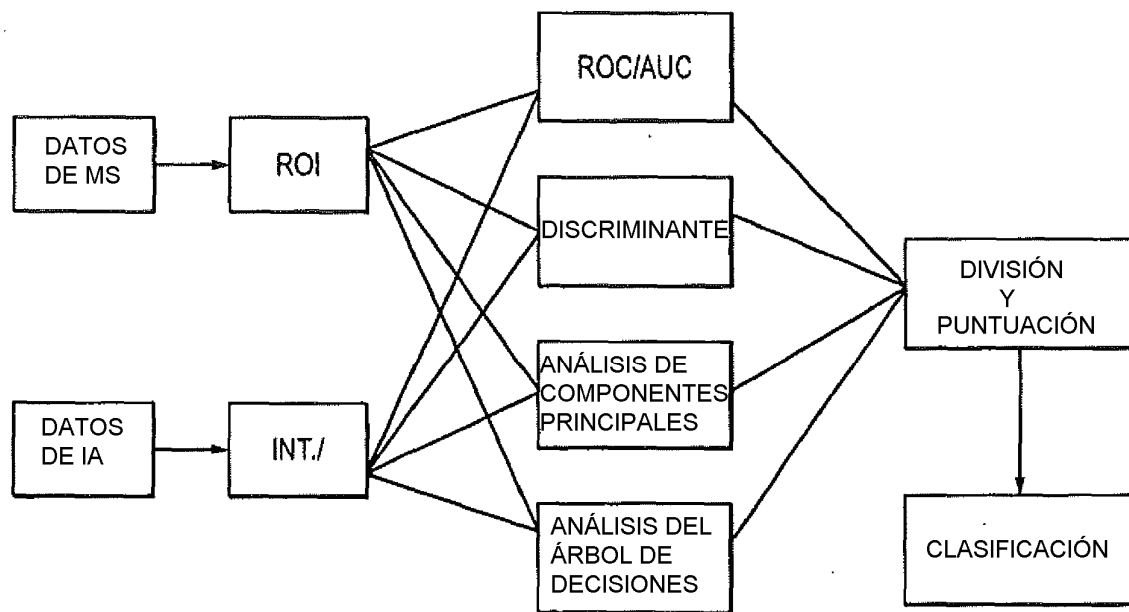 DATOS
DE MS
ROI
DATOS
DE IA
INT./
ROC/AUC
DISCRIMINANTE
ANÁLISIS DE
COMPONENTES
PRINCIPALES
ANÁLISIS DEL
ÁRBOL DE
DECISIONES
DIVISIÓN
Y
PUNTUACIÓN
CLASIFICACIÓN